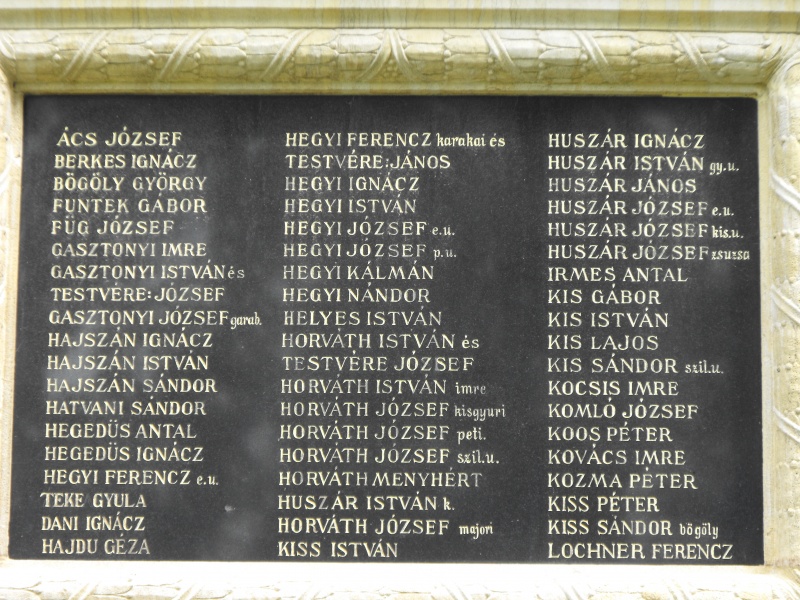 ÁCS JÓZSEF
BERKES IGNÁCZ
BÖGÖLY GYÖRGY
FUNTEK GÁBOR
FÜG JÓZSEF
GASZTONYI IMRE
GASZTONYI ISTVÁN és
TESTVÉRE: JÓZSEF
GASZTONYI JÓZSEF garab.
HAJSZÁN IGNÁCZ
HAJSZÁN ISTVÁN
HAJSZÁN SÁNDOR
HATVANI SÁNDOR
HEGEDÜS ANTAL
HEGEDÜS IGNÁCZ
HEGYI FERENCZ e.u.
TEKE GYULA
DANI IGNÁCZ
HAJDU GÉZA
HEGYI FERENCZ karakai és
TESTVÉRE: JÁNOS
HEGYI IGNÁCZ
HEGYI ISTVÁN
HEGYI JÓZSEF e.u.
HEGYI JÓZSEF p.u.
HEGYI KÁLMÁN
HEGYI NÁNDOR
HELYES ISTVÁN
HORVÁTH ISTVÁN és
TESTVÉRE JÓZSEF
HORVÁTH ISTVÁN imre
HORVÁTH JÓZSEF kisgyuri
HORVÁTH JÓZSEF peti.
HORVÁTH JÓZSEF szil.u.
HORVÁTH MENYHÉRT
HUSZÁR ISTVÁN k.
HORVÁTH JÓZSEF majori
KISS ISTVÁN
HUSZÁR IGNÁCZ
HUSZÁR ISTVÁN gy.u.
HUSZÁR JÁNOS
HUSZÁR JÓZSEF e.u.
HUSZÁR JÓZSEF kis.u.
HUSZÁR JÓZSEF zsuzsa
IRMES ANTAL
KIS GÁBOR
KIS ISTVÁN
KIS LAJOS
KIS SÁNDOR szil.u.
KOCSIS IMRE
KOMLÓ JÓZSEF
KOOS PÉTER
KOVÁCS IMRE
KOZMA PÉTER
KISS PÉTER
KISS SÁNDOR bögöly
LOCHNER FERENCZ